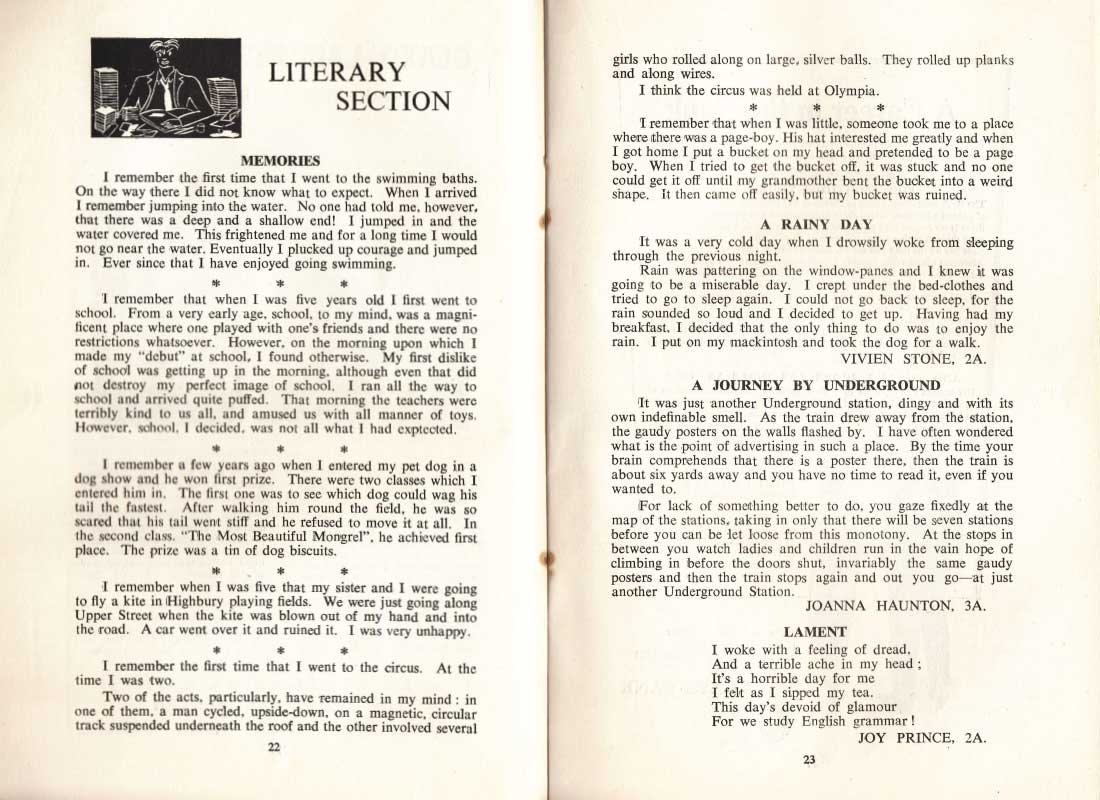 LITERARY
SECTION
MEMORIES
I remember the first time that I went to the swimming baths.
On the way there I did not know what to expect. When I arrived
I remember jumping into the water. No one had told me, however,
that there was a deep and a shallow end! I jumped in and the
water covered me. This frightened me and for a long time I would
not go near the water. Eventually I plucked up courage and jumped
in. Ever since that I have enjoyed going swimming.
* * *
I remember that when I was five years old I first went to
school. From a very early age, school, to my mind, was a magni-
ficent place where one played with one's friends and there were no
restrictions whatsoever. However, on the morning upon which I
made my "debut" at school, I found otherwise. My first dislike
of school was getting up in the morning, although even that did
not destroy my perfect image of school. I ran all the way to
school and arrived quite puffed. That morning the teachers were
terribly kind to us all, and amused us with all manner of toys.
However, school, I decided, was not all what I had exptected.
* * *
I remember a few years ago when I entered my pet dog in a
dog show and he won first prize. There were two classes which I
entered him in. The first one was to see which dog could wag his
tail the fastest. After walking him round the field, he was so
scared that his tail went stiff and he refused to move it at all. In
the second class, "The Most Beautiful Mongrel", he achieved first
place. The prize was a tin of dog biscuits.
* * *
I remember when I was five that my sister and I were going
to fly a kite in Highbury playing fields. We were just going along
Upper Street when the kite was blown out of my hand and into
the road. A car went over it and ruined it. I was very unhappy.
* * *
I remember the first time that I went to the circus. At the
time I was two.
Two of the acts, particularly, have remained in my mind : in
one of them, a man cycled, upside-down, on a magnetic, circular
track suspended underneath the roof and the other involved several
22
girls who rolled along on large, silver balls. They rolled up planks
and along wires.
I think the circus was held at Olympia.
* * *
I remember that when I was little, someone took me to a place
where there was a page-boy. His hat interested me greatly and when
I got home I put a bucket on my head and pretended to be a page
boy. When I tried to get the bucket off, it was stuck and no one
could get it off until my grandmother bent the bucket into a weird
shape. It then came off easily, but my bucket was ruined.
A RAINY DAY
It was a very cold day when I drowsily woke from sleeping
through the previous night.
Rain was pattering on the window-panes and I knew it was
going to be a miserable day. I crept under the bed-clothes and
tried to go to sleep again. I could not go back to sleep, for the
rain sounded so loud and I decided to get up. Having had my
breakfast, I decided that the only thing to do was to enjoy the
rain. I put on my mackintosh and took the dog for a walk.
VIVIEN STONE, 2A.
A JOURNEY BY UNDERGROUND
It was just another Underground station, dingy and with its
own indefinable smell. As the train drew away from the station,
the gaudy posters on the walls flashed by. I have often wondered
what is the point of advertising in such a place. By the time your
brain comprehends that there is a poster there, then the train is
about six yards away and you have no time to read it, even if you
wanted to.
For lack of something better to do, you gaze fixedly at the
map of the stations, taking in only that there will be seven stations
before you can be let loose from this monotony. At the stops in
between you watch ladies and children run in the vain hope of
climbing in before the doors shut, invariably the same gaudy
posters and then the train stops again and out you go—at just
another Underground Station.
JOANNA HAUNTON, 3A.
LAMENT
I woke with a feeling of dread,
And a terrible ache in my head ;
It's a horrible day for me
I felt as I sipped my tea.
This day's devoid of glamour
For we study English grammar !
JOY PRINCE, 2A.
23